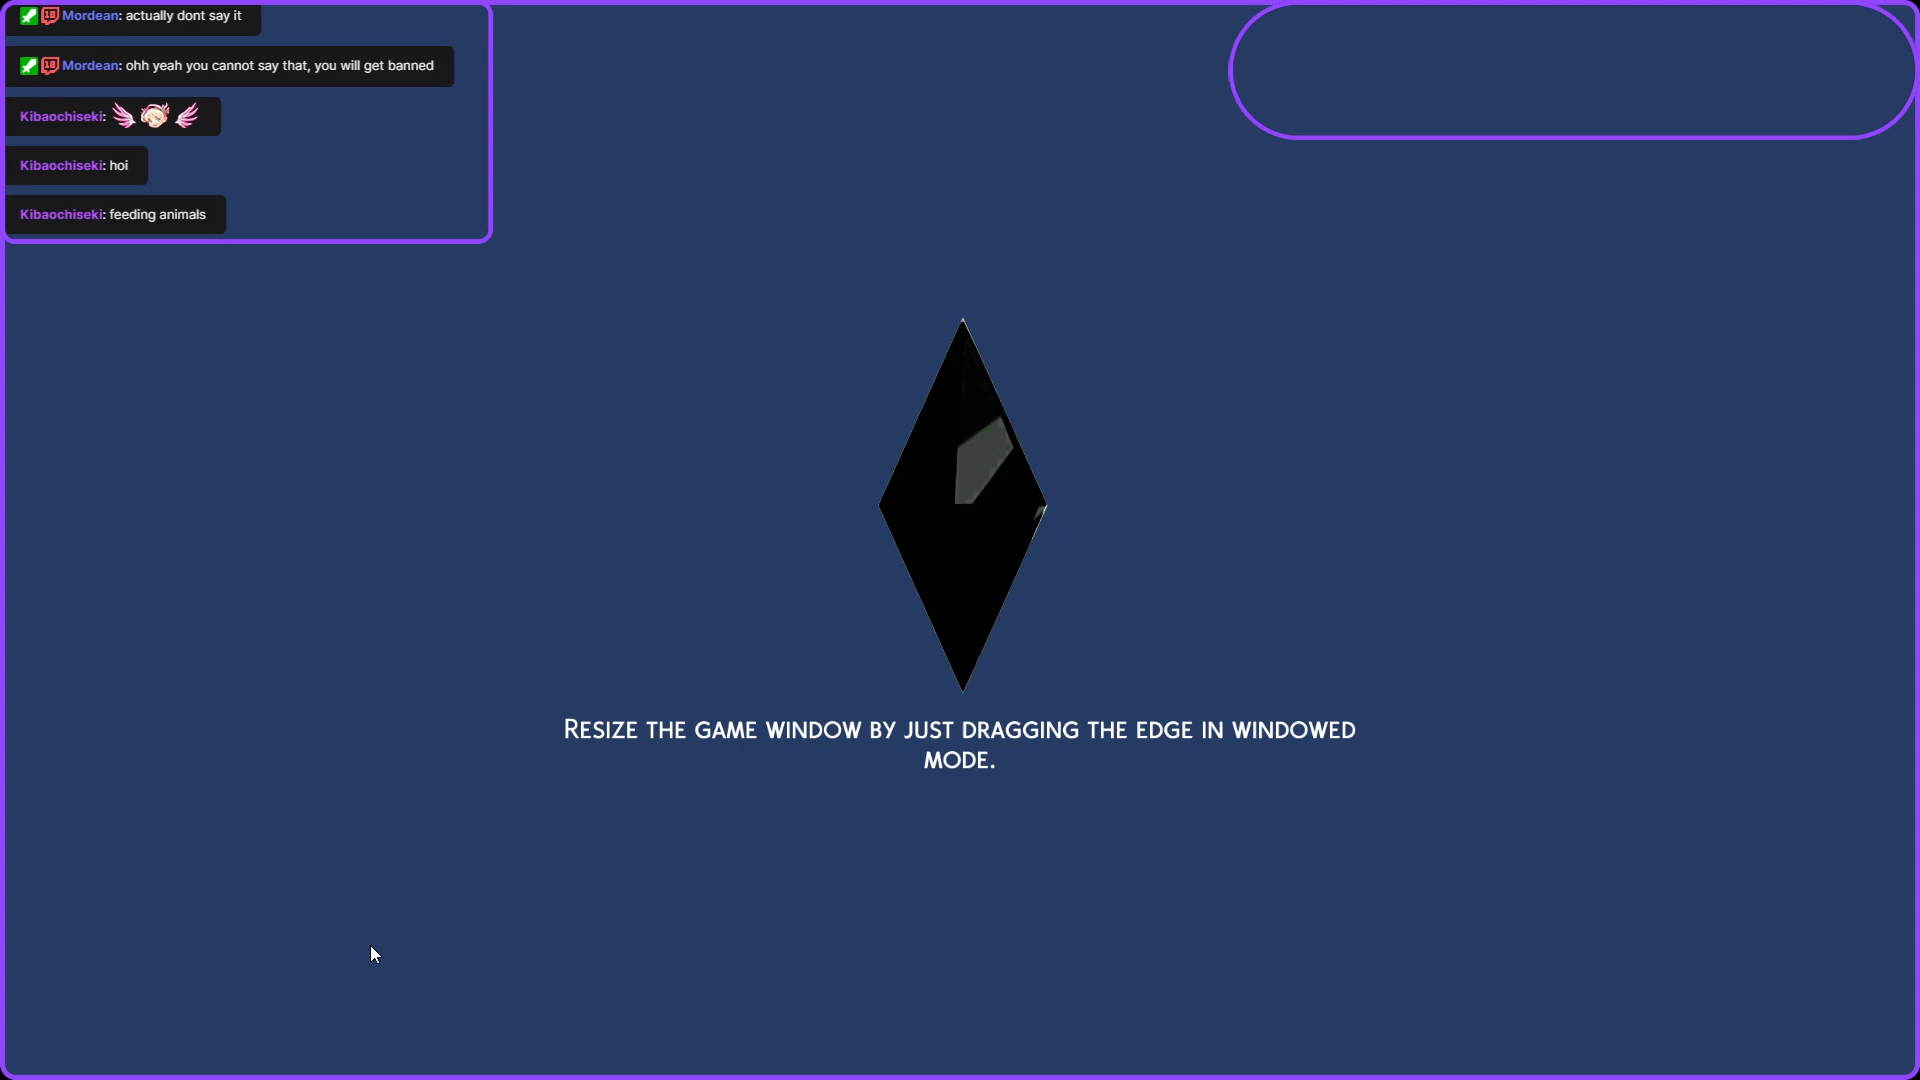 Mordean: actually dont say it
Mordean: ohh yeah you cannot say that, you will get banned
Kibaochiseki:
Kibaochiseki: hoi
Kibaochiseki: feeding animals
RESIZE THE GAME WINDOW BY JUST DRAGGING THE EDGE IN WINDOWED
MODE.